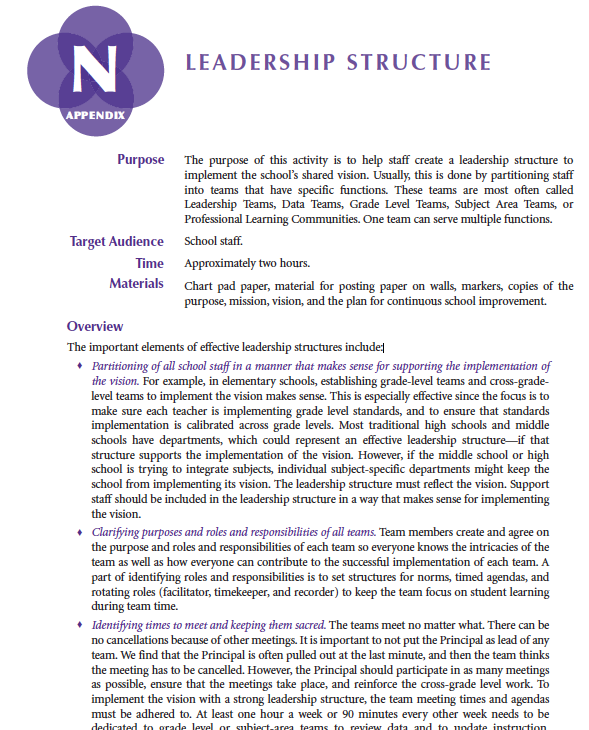 N
APPENDIX
LEADERSHIP STRUCTURE
Purpose
The purpose of this activity is to help staff create a leadership structure to
implement the school's shared vision. Usually, this is done by partitioning staff
into teams that have specific functions. These teams are most often called
Leadership Teams, Data Teams, Grade Level Teams, Subject Area Teams, or
Professional Learning Communities. One team can serve multiple functions.
Target Audience
School staff.
Time
Approximately two hours.
Materials
Chart pad paper, material for posting paper on walls, markers, copies of the
purpose, mission, vision, and the plan for continuous school improvement.
Overview
The important elements of effective leadership structures include:
♦ Partitioning of all school staff in a manner that makes sense for supporting the implementation of
the vision. For example, in elementary schools, establishing grade-level teams and cross-grade-
level teams to implement the vision makes sense. This is especially effective since the focus is to
make sure each teacher is implementing grade level standards, and to ensure that standards
implementation is calibrated across grade levels. Most traditional high schools and middle
schools have departments, which could represent an effective leadership structure—if that
structure supports the implementation of the vision. However, if the middle school or high
school is trying to integrate subjects, individual subject-specific departments might keep the
school from implementing its vision. The leadership structure must reflect the vision. Support
staff should be included in the leadership structure in a way that makes sense for implementing
the vision.
♦ Clarifying purposes and roles and responsibilities of all teams. Team members create and agree on
the purpose and roles and responsibilities of each team so everyone knows the intricacies of the
team as well as how everyone can contribute to the successful implementation of each team. A
part of identifying roles and responsibilities is to set structures for norms, timed agendas, and
rotating roles (facilitator, timekeeper, and recorder) to keep the team focus on student learning
during team time.
♦ Identifying times to meet and keeping them sacred. The teams meet no matter what. There can be
no cancellations because of other meetings. It is important to not put the Principal as lead of any
team. We find that the Principal is often pulled out at the last minute, and then the team thinks
the meeting has to be cancelled. However, the Principal should participate in as many meetings
as possible, ensure that the meetings take place, and reinforce the cross-grade level work. To
implement the vision with a strong leadership structure, the team meeting times and agendas
must be adhered to. At least one hour a week or 90 minutes every other week needs to be
dedicated to grade level or subject-area teams to review data and to update instruction.